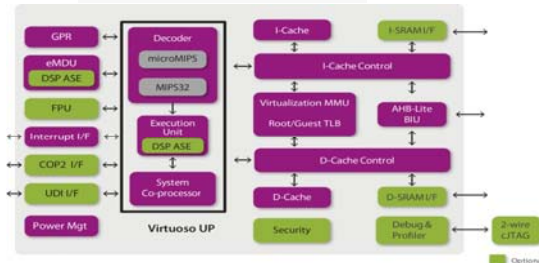 GPR
eMDU
DSP ASE
FPU
Interrupt I/F
COP2 I/F
UDI I/F
Power Mgt
Decoder
microMIPS
MIPS32
Execution
Unit
DSP ASE
System
Co-processor
Virtuoso UP
I-Cache
I-SRAM I/F
I-Cache Control
Virtualization MMU
Root/Guest TLB
AHB-Lite
BIU
D-Cache Control
D-Cache
D-SRAM I/F
Security
Debug &
Profiler
2-wire
cJTAG
Optional